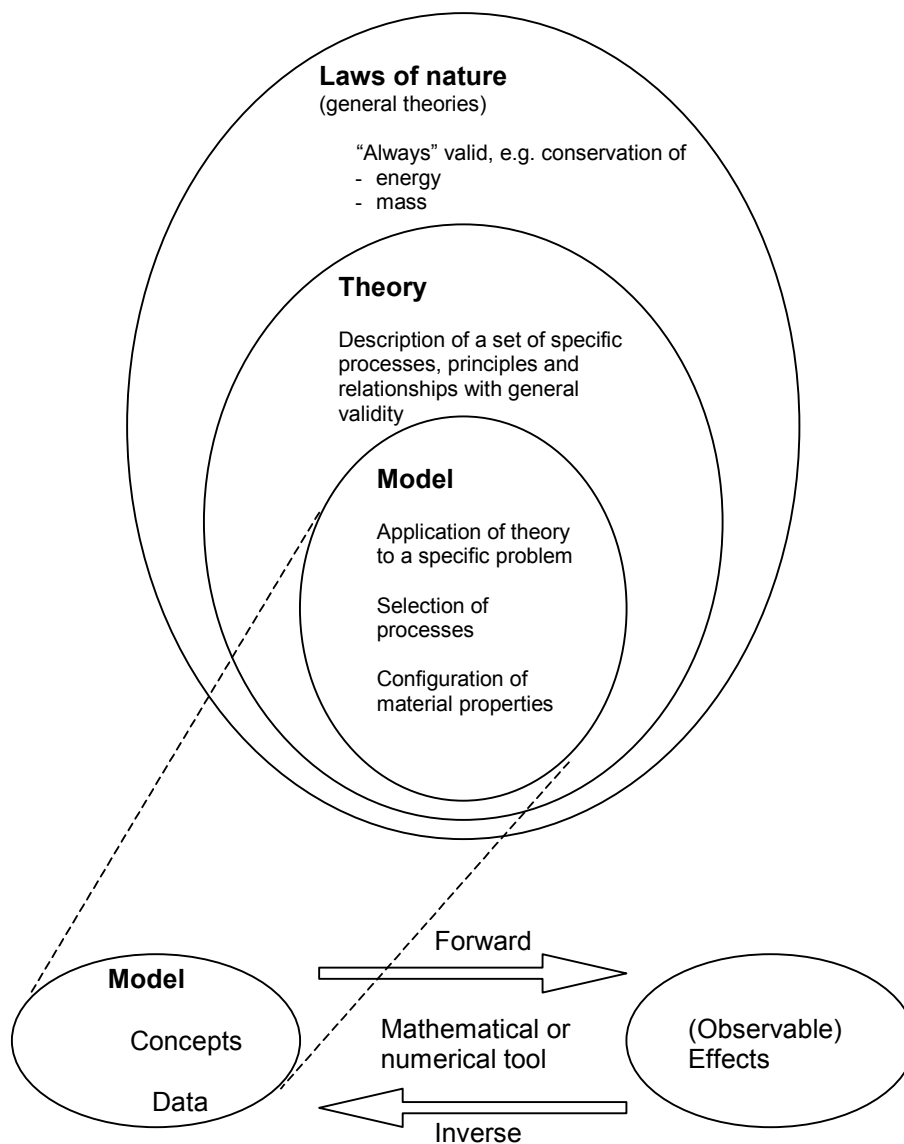 Laws of nature
(general theories)
“Always” valid, e.g. conservation of
- energy
- mass
Theory
Description of a set of specific
processes, principles and
relationships with general
validity
Model
Application of theory
to a specific problem
Selection of
processes
Configuration of
material properties
Forward
Model
Concepts
Data
Mathematical or
numerical tool
(Observable)
Effects
Inverse